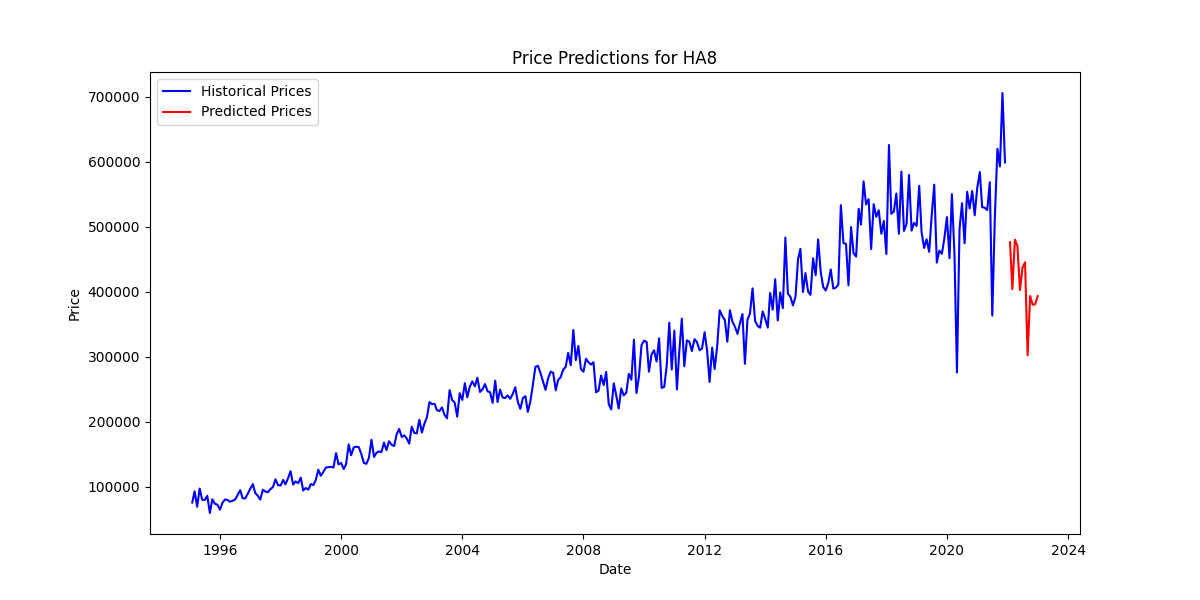 Price Predictions for HA8
Historical Prices
Predicted Prices
700000
600000
500000
400000
300000
200000
100000
Price
1996 2000 2004 2008 2012 2016 2020 2024
Date